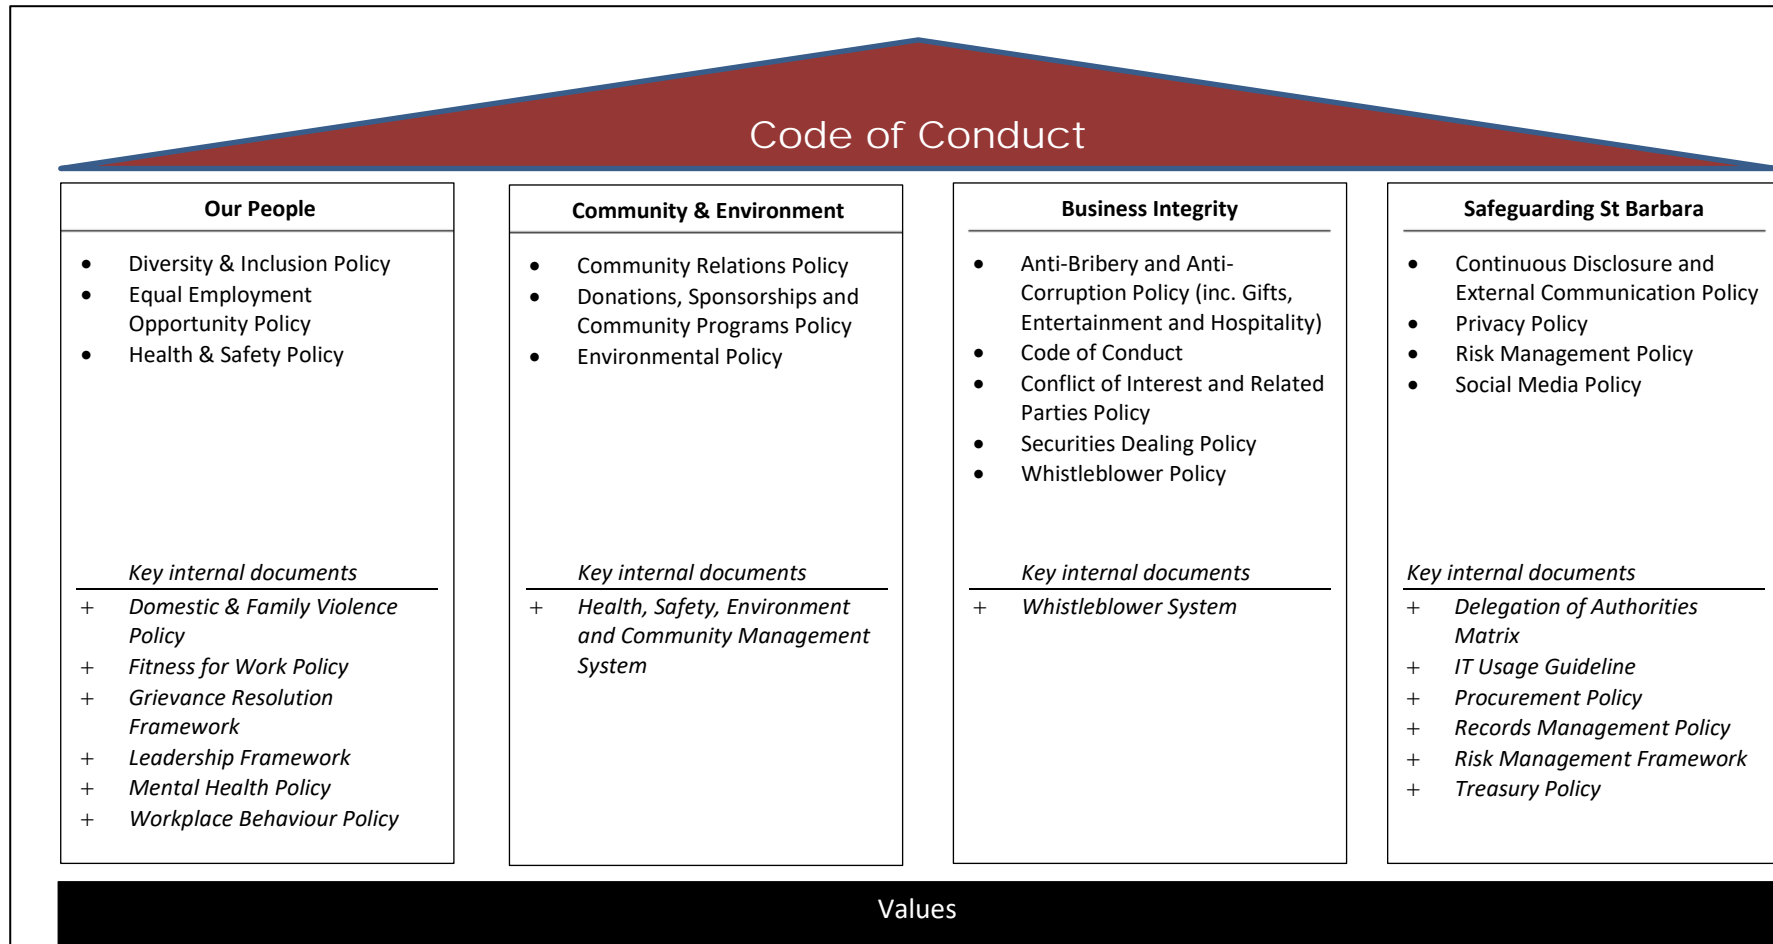 Code of Conduct
Our People
• Diversity & Inclusion Policy
• Equal Employment
Opportunity Policy
• Health & Safety Policy
Key internal documents
+ Domestic & Family Violence
Policy
+ Fitness for Work Policy
+ Grievance Resolution
Framework
+ Leadership Framework
+ Mental Health Policy
+ Workplace Behaviour Policy
Community & Environment
• Community Relations Policy
• Donations, Sponsorships and
Community Programs Policy
• Environmental Policy
Key internal documents
+ Health, Safety, Environment
and Community Management
System
Business Integrity
• Anti-Bribery and Anti-
Corruption Policy (inc. Gifts,
Entertainment and Hospitality)
• Code of Conduct
• Conflict of Interest and Related
Parties Policy
• Securities Dealing Policy
• Whistleblower Policy
Key internal documents
+ Whistleblower System
Safeguarding St Barbara
• Continuous Disclosure and
External Communication Policy
• Privacy Policy
• Risk Management Policy
• Social Media Policy
Key internal documents
+ Delegation of Authorities
Matrix
+ IT Usage Guideline
+ Procurement Policy
+ Records Management Policy
+ Risk Management Framework
+ Treasury Policy
Values